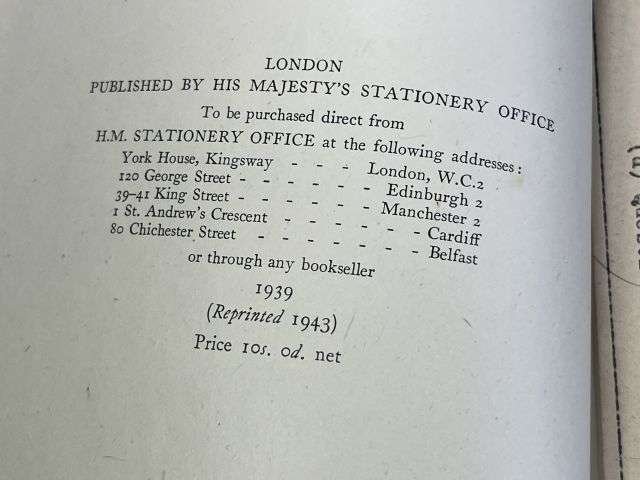 LONDON
PUBLISHED BY HIS MAJESTY'S STATIONERY OFFICE
To be purchased direct from
H.M. STATIONERY OFFICE at the following addresses:
York House, Kingsway - - - London, W.C.2
120 George Street - - - - - - Edinburgh 2
39–41 King Street - - - - - - Manchester 2
1 St. Andrew's Crescent - - - - - - Cardiff
80 Chichester Street - - - - - - - Belfast
or through any bookseller
1939
(Reprinted 1943)
Price 10s. 0d. net